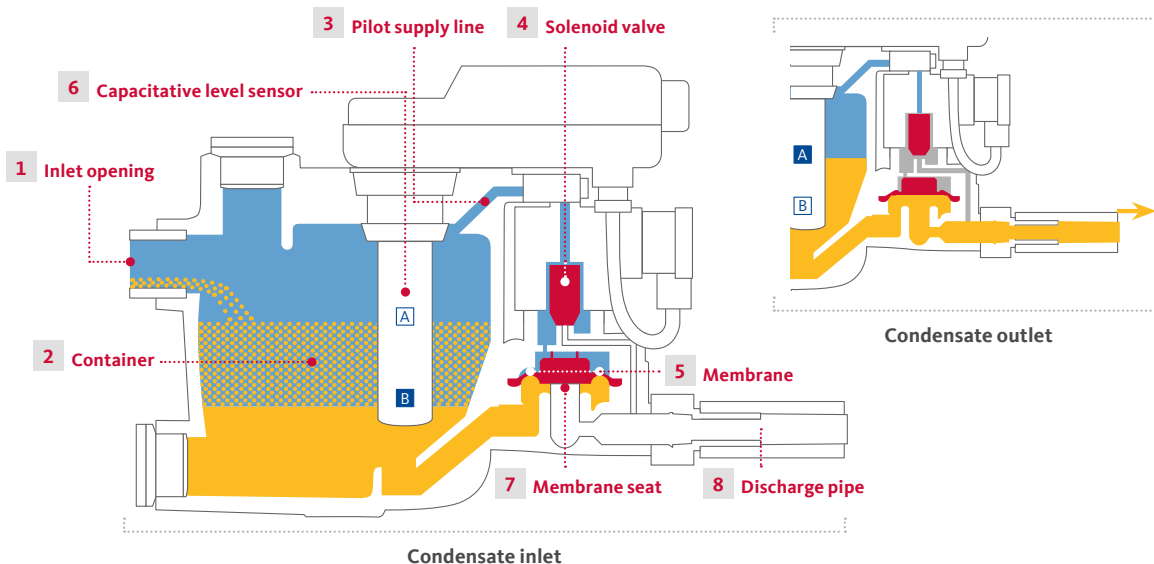 3 Pilot supply line
4 Solenoid valve
6 Capacitative level sensor
1 Inlet opening
A
B
A
B
Condensate outlet
2 Container
5 Membrane
7 Membrane seat
8 Discharge pipe
Condensate inlet